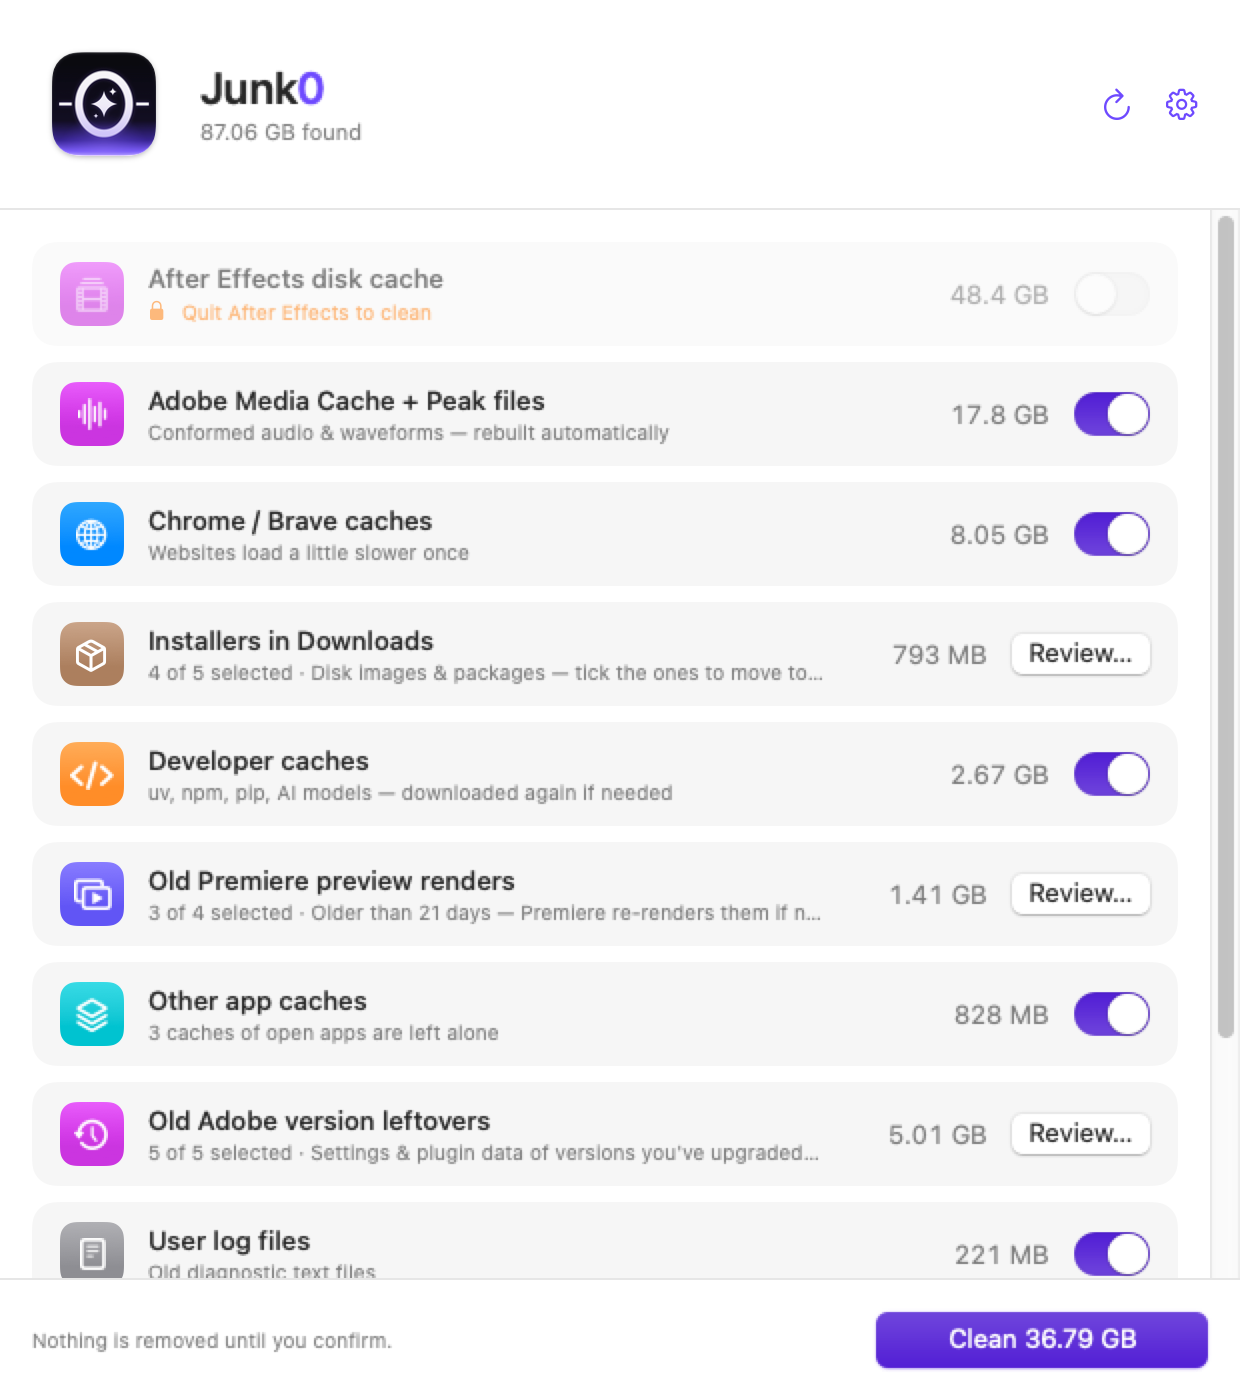 Junk0
87.06 GB found
After Effects disk cache
Quit After Effects to clean
48.4 GB
Adobe Media Cache + Peak files
Conformed audio & waveforms — rebuilt automatically
17.8 GB
Chrome / Brave caches
Websites load a little slower once
8.05 GB
Installers in Downloads
4 of 5 selected · Disk images & packages — tick the ones to move to...
793 MB
Review...
Developer caches
uv, npm, pip, AI models — downloaded again if needed
2.67 GB
Old Premiere preview renders
3 of 4 selected · Older than 21 days — Premiere re-renders them if n...
1.41 GB
Review...
Other app caches
3 caches of open apps are left alone
828 MB
Old Adobe version leftovers
5 of 5 selected · Settings & plugin data of versions you've upgraded...
5.01 GB
Review...
User log files
Old diagnostic text files
221 MB
Nothing is removed until you confirm.
Clean 36.79 GB